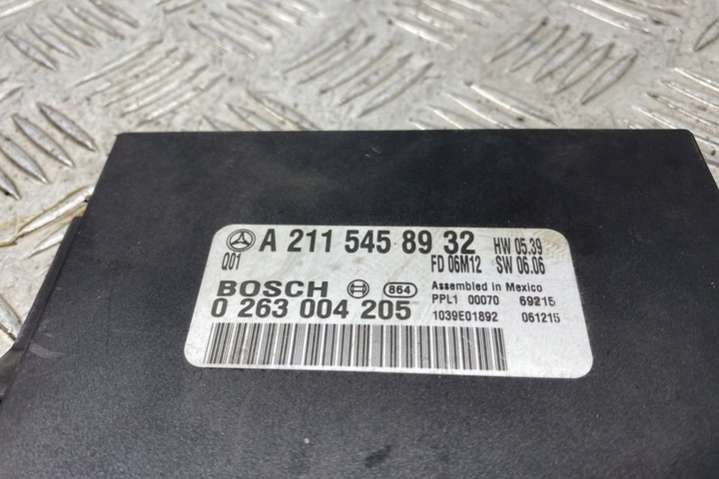 A 211 545 89 32 HW 05.39
Q01 FD 06M12 SW 06.06
BOSCH 864 Assembled in Mexico
0 263 004 205 PPL1 00070 69215
1039E01892 061215